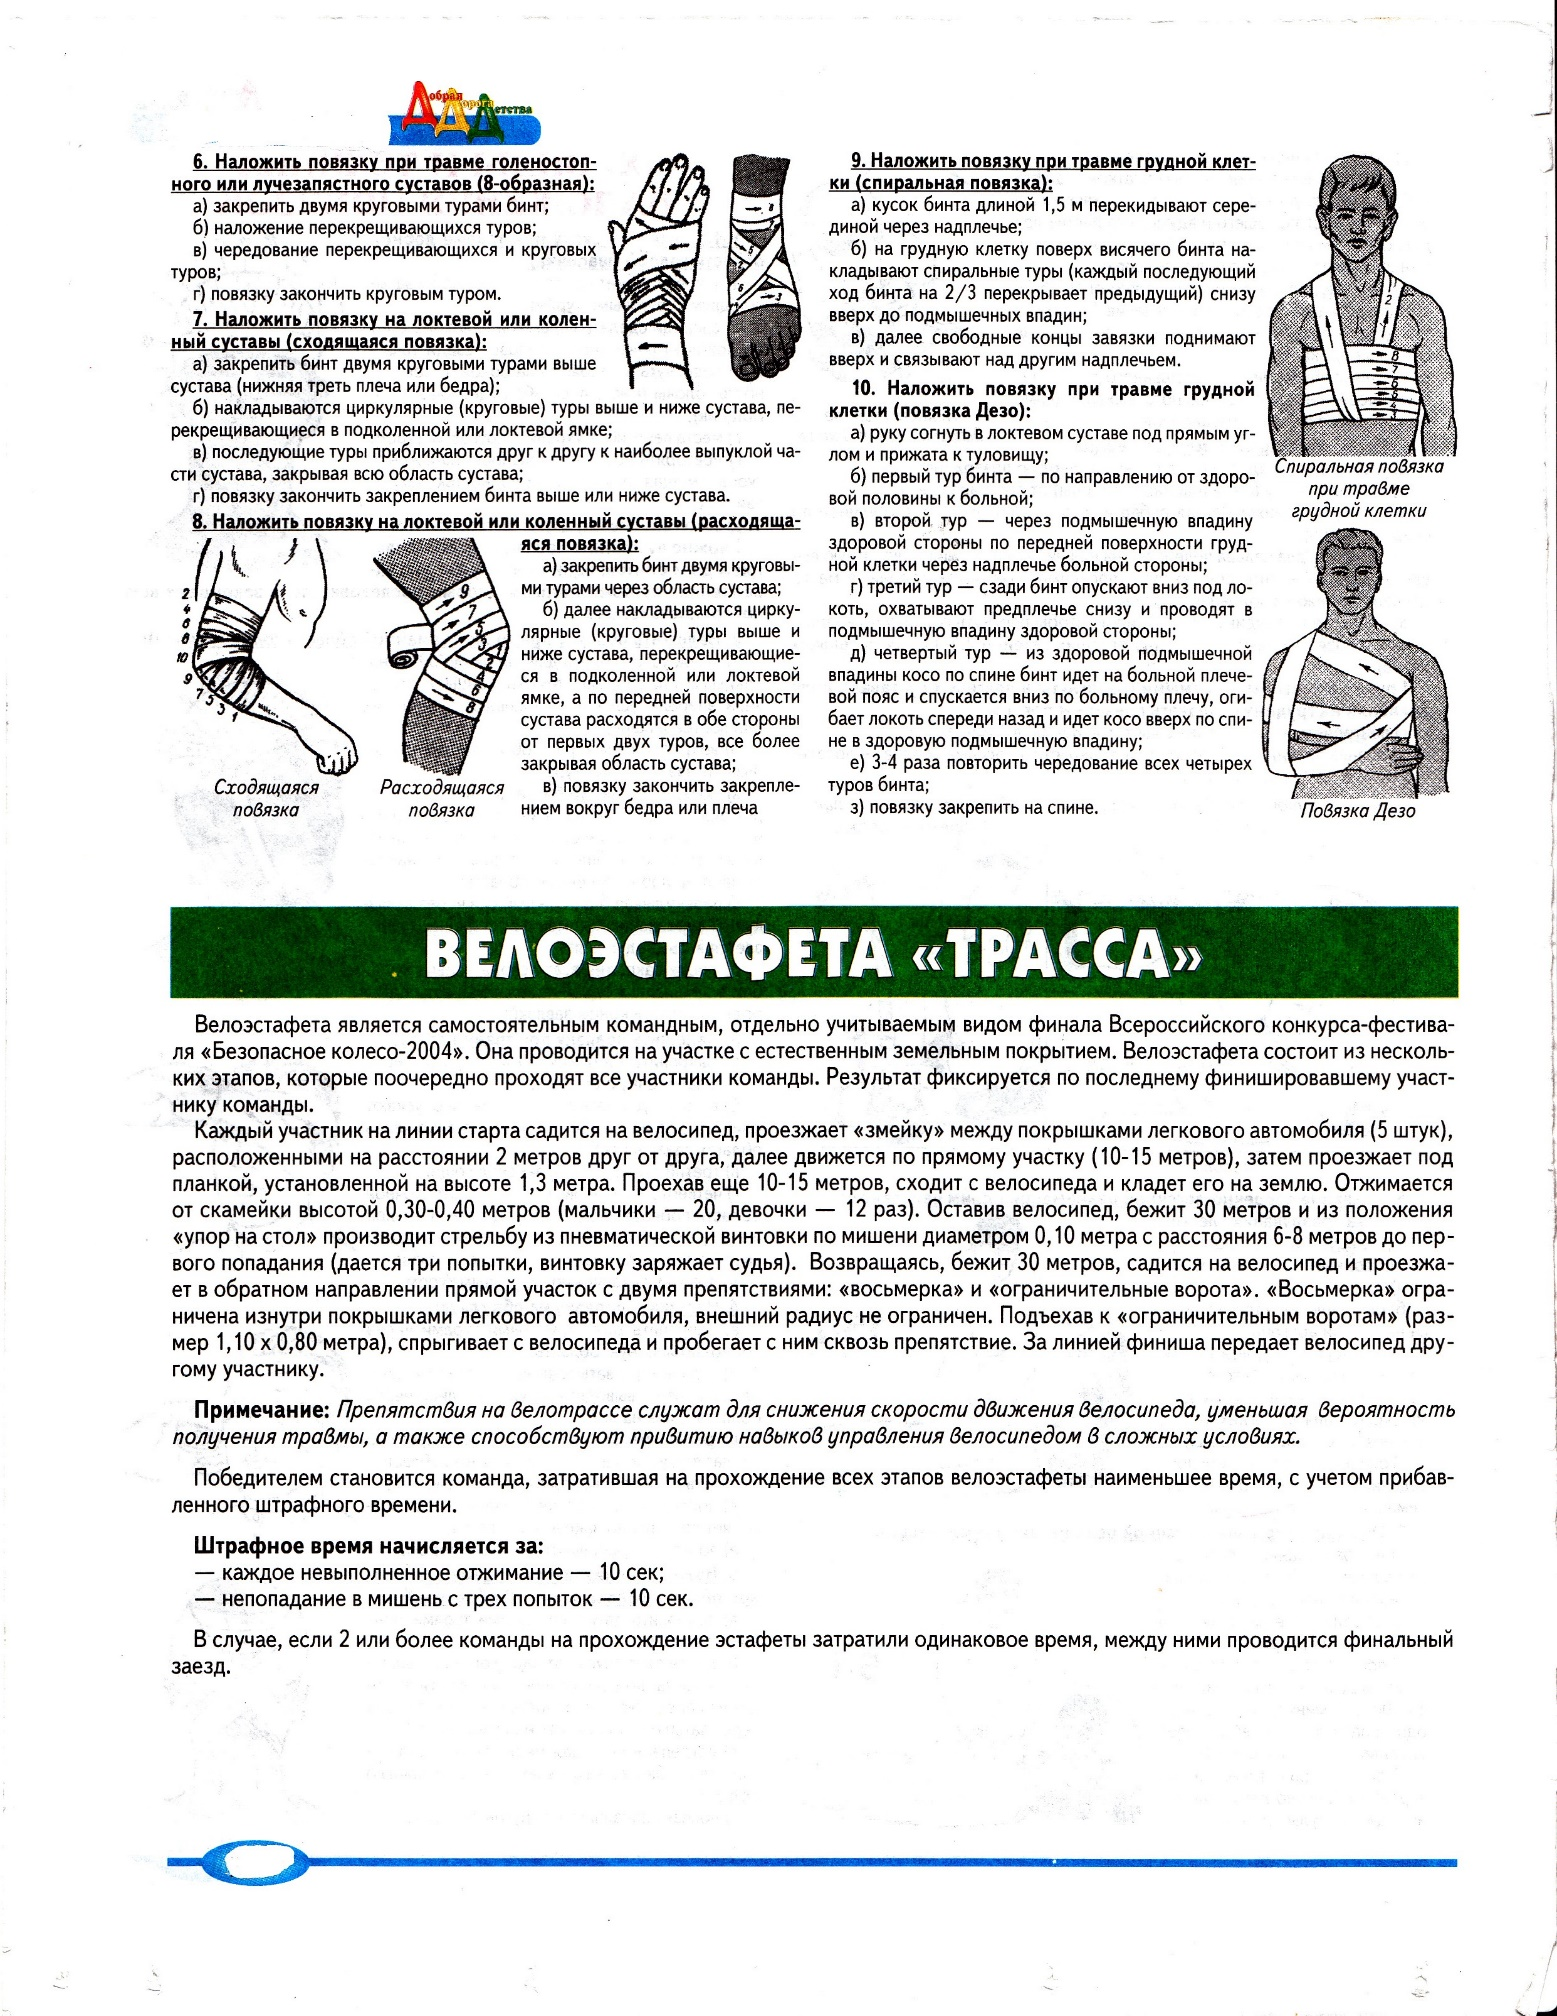 Добрая Дорога Детства
6. Наложить повязку при травме голеностоп-
ного или лучезапястного суставов (8-образная):
а) закрепить двумя круговыми турами бинт;
б) наложение перекрещивающихся туров;
в) чередование перекрещивающихся и круговых
туров;
г) повязку закончить круговым туром.
7. Наложить повязку на локтевой или колен-
ный суставы (сходящаяся повязка):
а) закрепить бинт двумя круговыми турами выше
сустава (нижняя треть плеча или бедра);
б) накладываются циркулярные (круговые) туры выше и ниже сустава, пе-
рекрещивающиеся в подколенной или локтевой ямке;
в) последующие туры приближаются друг к другу к наиболее выпуклой ча-
сти сустава, закрывая всю область сустава;
г) повязку закончить закреплением бинта выше или ниже сустава.
8. Наложить повязку на локтевой или коленный суставы (расходяща-
яся повязка):
а) закрепить бинт двумя круговы-
ми турами через область сустава;
б) далее накладываются цирку-
лярные (круговые) туры выше и
ниже сустава, перекрещивающие-
ся в подколенной или локтевой
ямке, а по передней поверхности
сустава расходятся в обе стороны
от первых двух туров, все более
закрывая область сустава;
в) повязку закончить закрепле-
нием вокруг бедра или плеча
2
4
6
8
10
9
7
5
3
1
Сходящаяся
повязка
9
7
5
3
1
2
4
6
8
Расходящаяся
повязка
9. Наложить повязку при травме грудной клет-
ки (спиральная повязка):
а) кусок бинта длиной 1,5 м перекидывают сере-
диной через надплечье;
б) на грудную клетку поверх висячего бинта на-
кладывают спиральные туры (каждый последующий
ход бинта на 2/3 перекрывает предыдущий) снизу
вверх до подмышечных впадин;
в) далее свободные концы завязки поднимают
вверх и связывают над другим надплечьем.
10. Наложить повязку при травме грудной
клетки (повязка Дезо):
а) руку согнуть в локтевом суставе под прямым уг-
лом и прижата к туловищу;
б) первый тур бинта — по направлению от здоро-
вой половины к больной;
в) второй тур — через подмышечную впадину
здоровой стороны по передней поверхности груд-
ной клетки через надплечье больной стороны;
г) третий тур — сзади бинт опускают вниз под ло-
коть, охватывают предплечье снизу и проводят в
подмышечную впадину здоровой стороны;
д) четвертый тур — из здоровой подмышечной
впадины косо по спине бинт идет на больной плече-
вой пояс и спускается вниз по больному плечу, оги-
бает локоть спереди назад и идет косо вверх по спи-
не в здоровую подмышечную впадину;
е) 3-4 раза повторить чередование всех четырех
туров бинта;
з) повязку закрепить на спине.
2
8
7
6
5
4
3
Спиральная повязка
при травме
грудной клетки
Повязка Дезо
ВЕЛОЭСТАФЕТА «ТРАССА»
Велоэстафета является самостоятельным командным, отдельно учитываемым видом финала Всероссийского конкурса-фестива-
ля «Безопасное колесо-2004». Она проводится на участке с естественным земельным покрытием. Велоэстафета состоит из несколь-
ких этапов, которые поочередно проходят все участники команды. Результат фиксируется по последнему финишировавшему участ-
нику команды.
Каждый участник на линии старта садится на велосипед, проезжает «змейку» между покрышками легкового автомобиля (5 штук),
расположенными на расстоянии 2 метров друг от друга, далее движется по прямому участку (10-15 метров), затем проезжает под
планкой, установленной на высоте 1,3 метра. Проехав еще 10-15 метров, сходит с велосипеда и кладет его на землю. Отжимается
от скамейки высотой 0,30-0,40 метров (мальчики — 20, девочки — 12 раз). Оставив велосипед, бежит 30 метров и из положения
«упор на стол» производит стрельбу из пневматической винтовки по мишени диаметром 0,10 метра с расстояния 6-8 метров до пер-
вого попадания (дается три попытки, винтовку заряжает судья). Возвращаясь, бежит 30 метров, садится на велосипед и проезжа-
ет в обратном направлении прямой участок с двумя препятствиями: «восьмерка» и «ограничительные ворота». «Восьмерка» огра-
ничена изнутри покрышками легкового автомобиля, внешний радиус не ограничен. Подъехав к «ограничительным воротам» (раз-
мер 1,10 х 0,80 метра), спрыгивает с велосипеда и пробегает с ним сквозь препятствие. За линией финиша передает велосипед дру-
гому участнику.
Примечание: Препятствия на велотрассе служат для снижения скорости движения велосипеда, уменьшая вероятность
получения травмы, а также способствуют привитию навыков управления велосипедом в сложных условиях.
Победителем становится команда, затратившая на прохождение всех этапов велоэстафеты наименьшее время, с учетом прибав-
ленного штрафного времени.
Штрафное время начисляется за:
— каждое невыполненное отжимание — 10 сек;
— непопадание в мишень с трех попыток — 10 сек.
В случае, если 2 или более команды на прохождение эстафеты затратили одинаковое время, между ними проводится финальный
заезд.